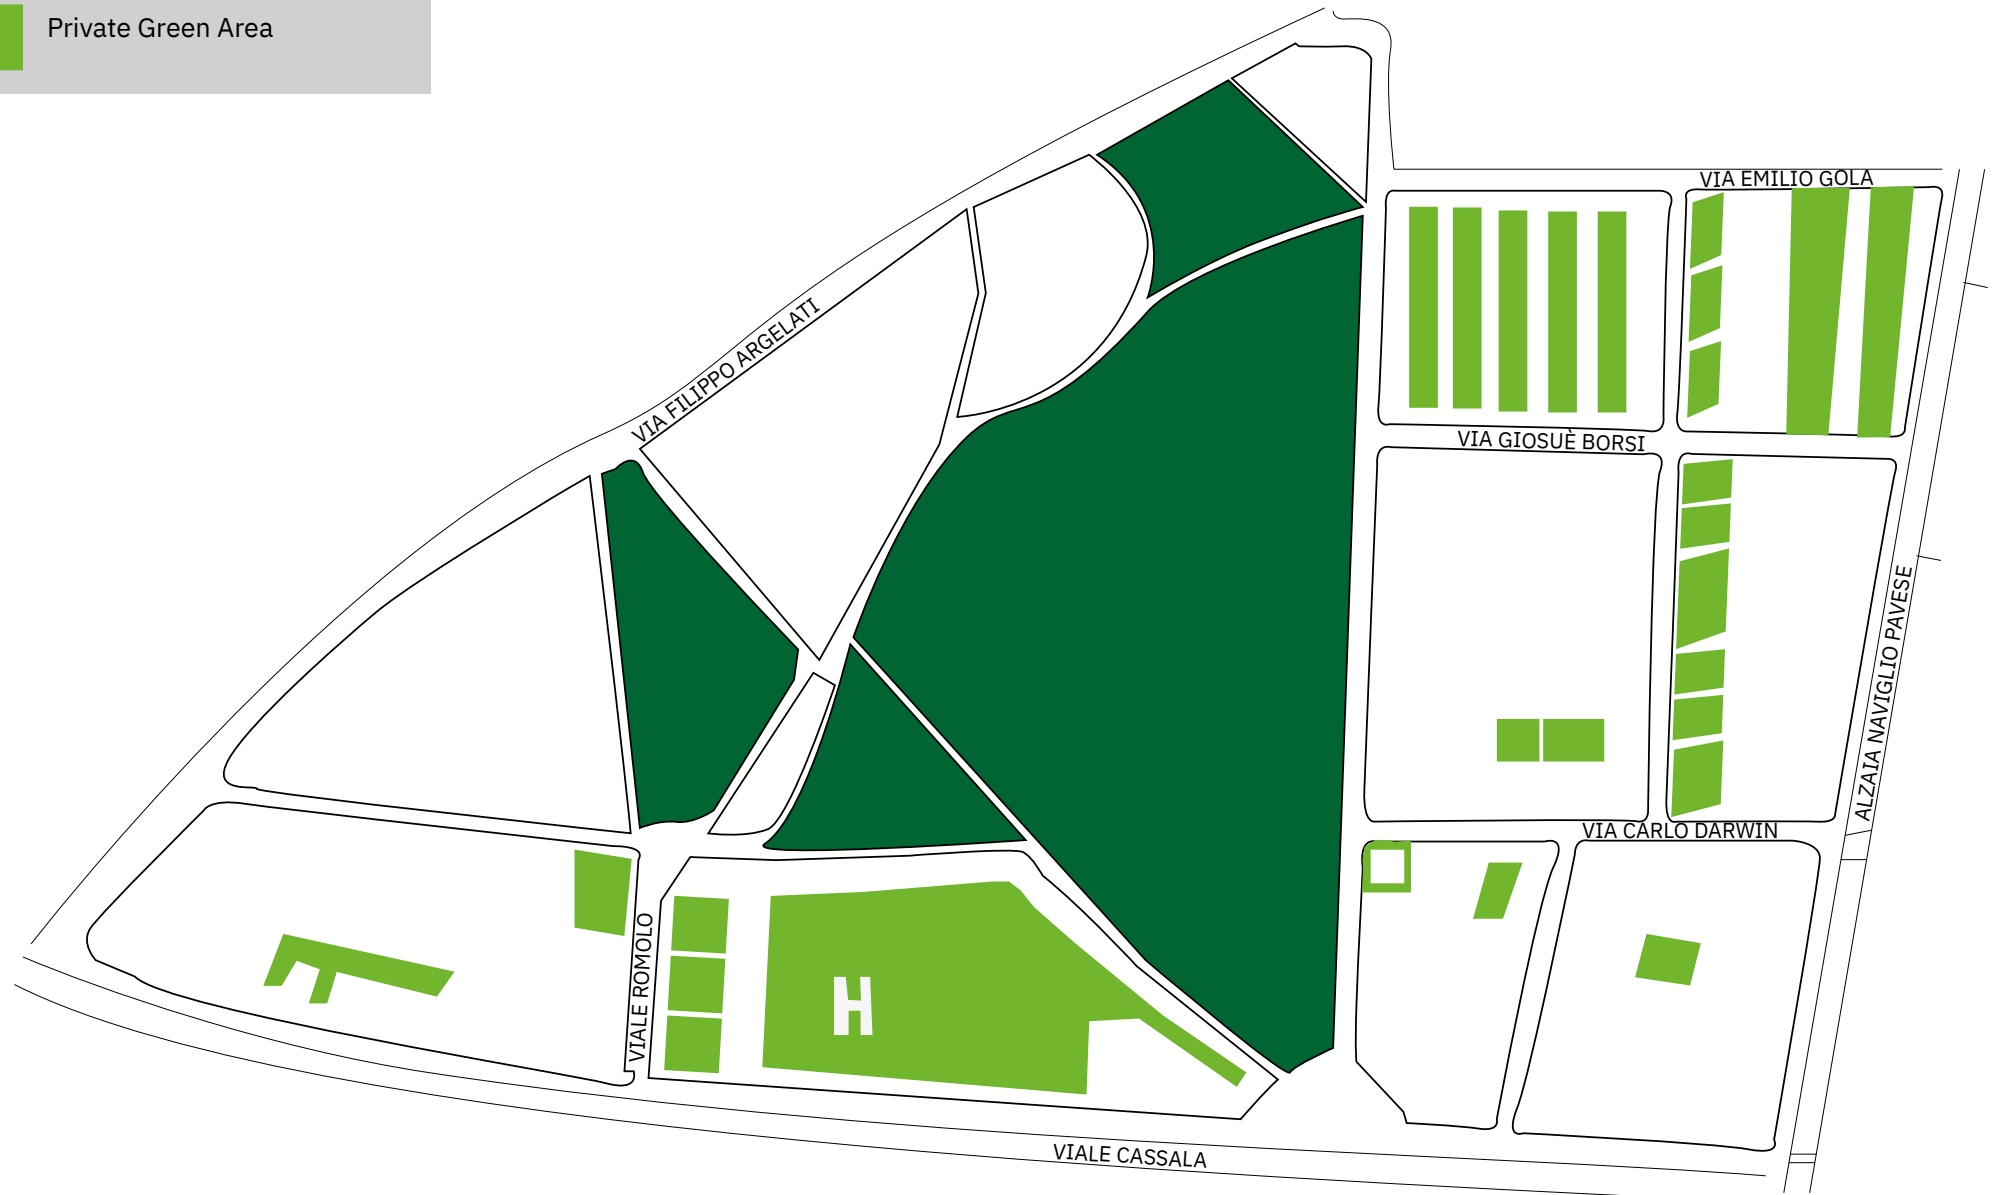 Private Green Area
VIA EMILIO GOLA
VIA FILIPPO ARGELATI
VIA GIOSUÈ BORSI
ALZAIA NAVIGLIO PAVESE
VIA CARLO DARWIN
VIALE ROMOLO
H
VIALE CASSALA